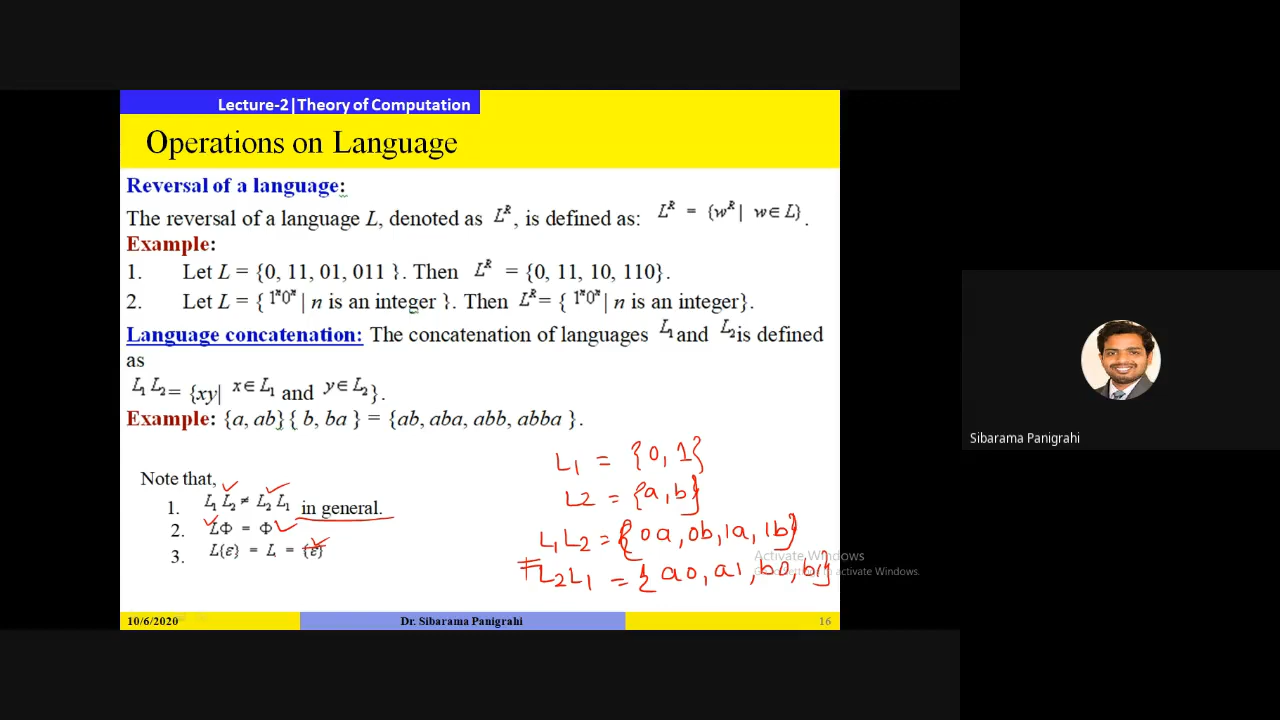 Lecture-2|Theory of Computation
Operations on Language
Reversal of a language:
The reversal of a language L, denoted as L^R, is defined as: L^R = {w^R | w∈L}.
Example:
1. Let L = {0, 11, 01, 011 }. Then L^R = {0, 11, 10, 110}.
2. Let L = { 1^n0^n | n is an integer }. Then L^R = { 1^n0^n | n is an integer}.
Language concatenation: The concatenation of languages L₁ and L₂ is defined
as
L₁ L₂ = {xy| x∈L₁ and y∈L₂}.
Example: {a, ab}{ b, ba } = {ab, aba, abb, abba }.
L1 = {0, 1}
Note that,
L2 = {a, b}
1. L₁ L₂ ≠ L₂ L₁ in general.
2. LΦ = Φ
L1L2 = {0a, 0b, 1a, 1b}
3. L{ε} = L = {ε}
≠ L2L1 = {a0, a1, b0, b1}
Activate Windows
activate Windows.
10/6/2020 Dr. Sibarama Panigrahi 16
Sibarama Panigrahi